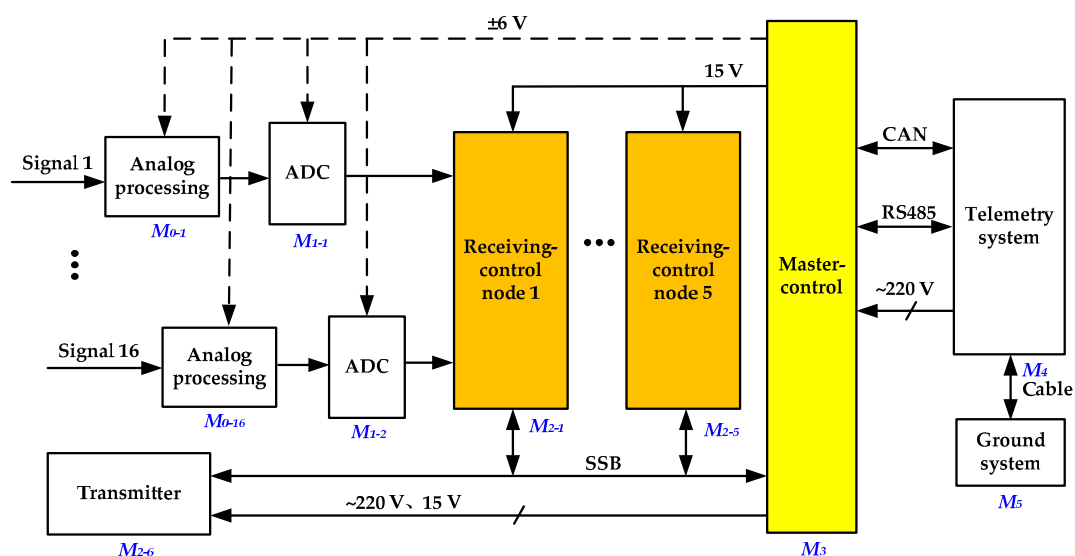 ±6 V
15 V
Signal 1
Analog
processing
M0-1
ADC
M1-1
Signal 16
Analog
processing
M0-16
ADC
M1-2
Receiving-
control
node 1
M2-1
Receiving-
control
node 5
M2-5
Master-
control
M3
CAN
RS485
~220 V
Telemetry
system
M4
Cable
Ground
system
M5
Transmitter
M2-6
SSB
~220 V、15 V